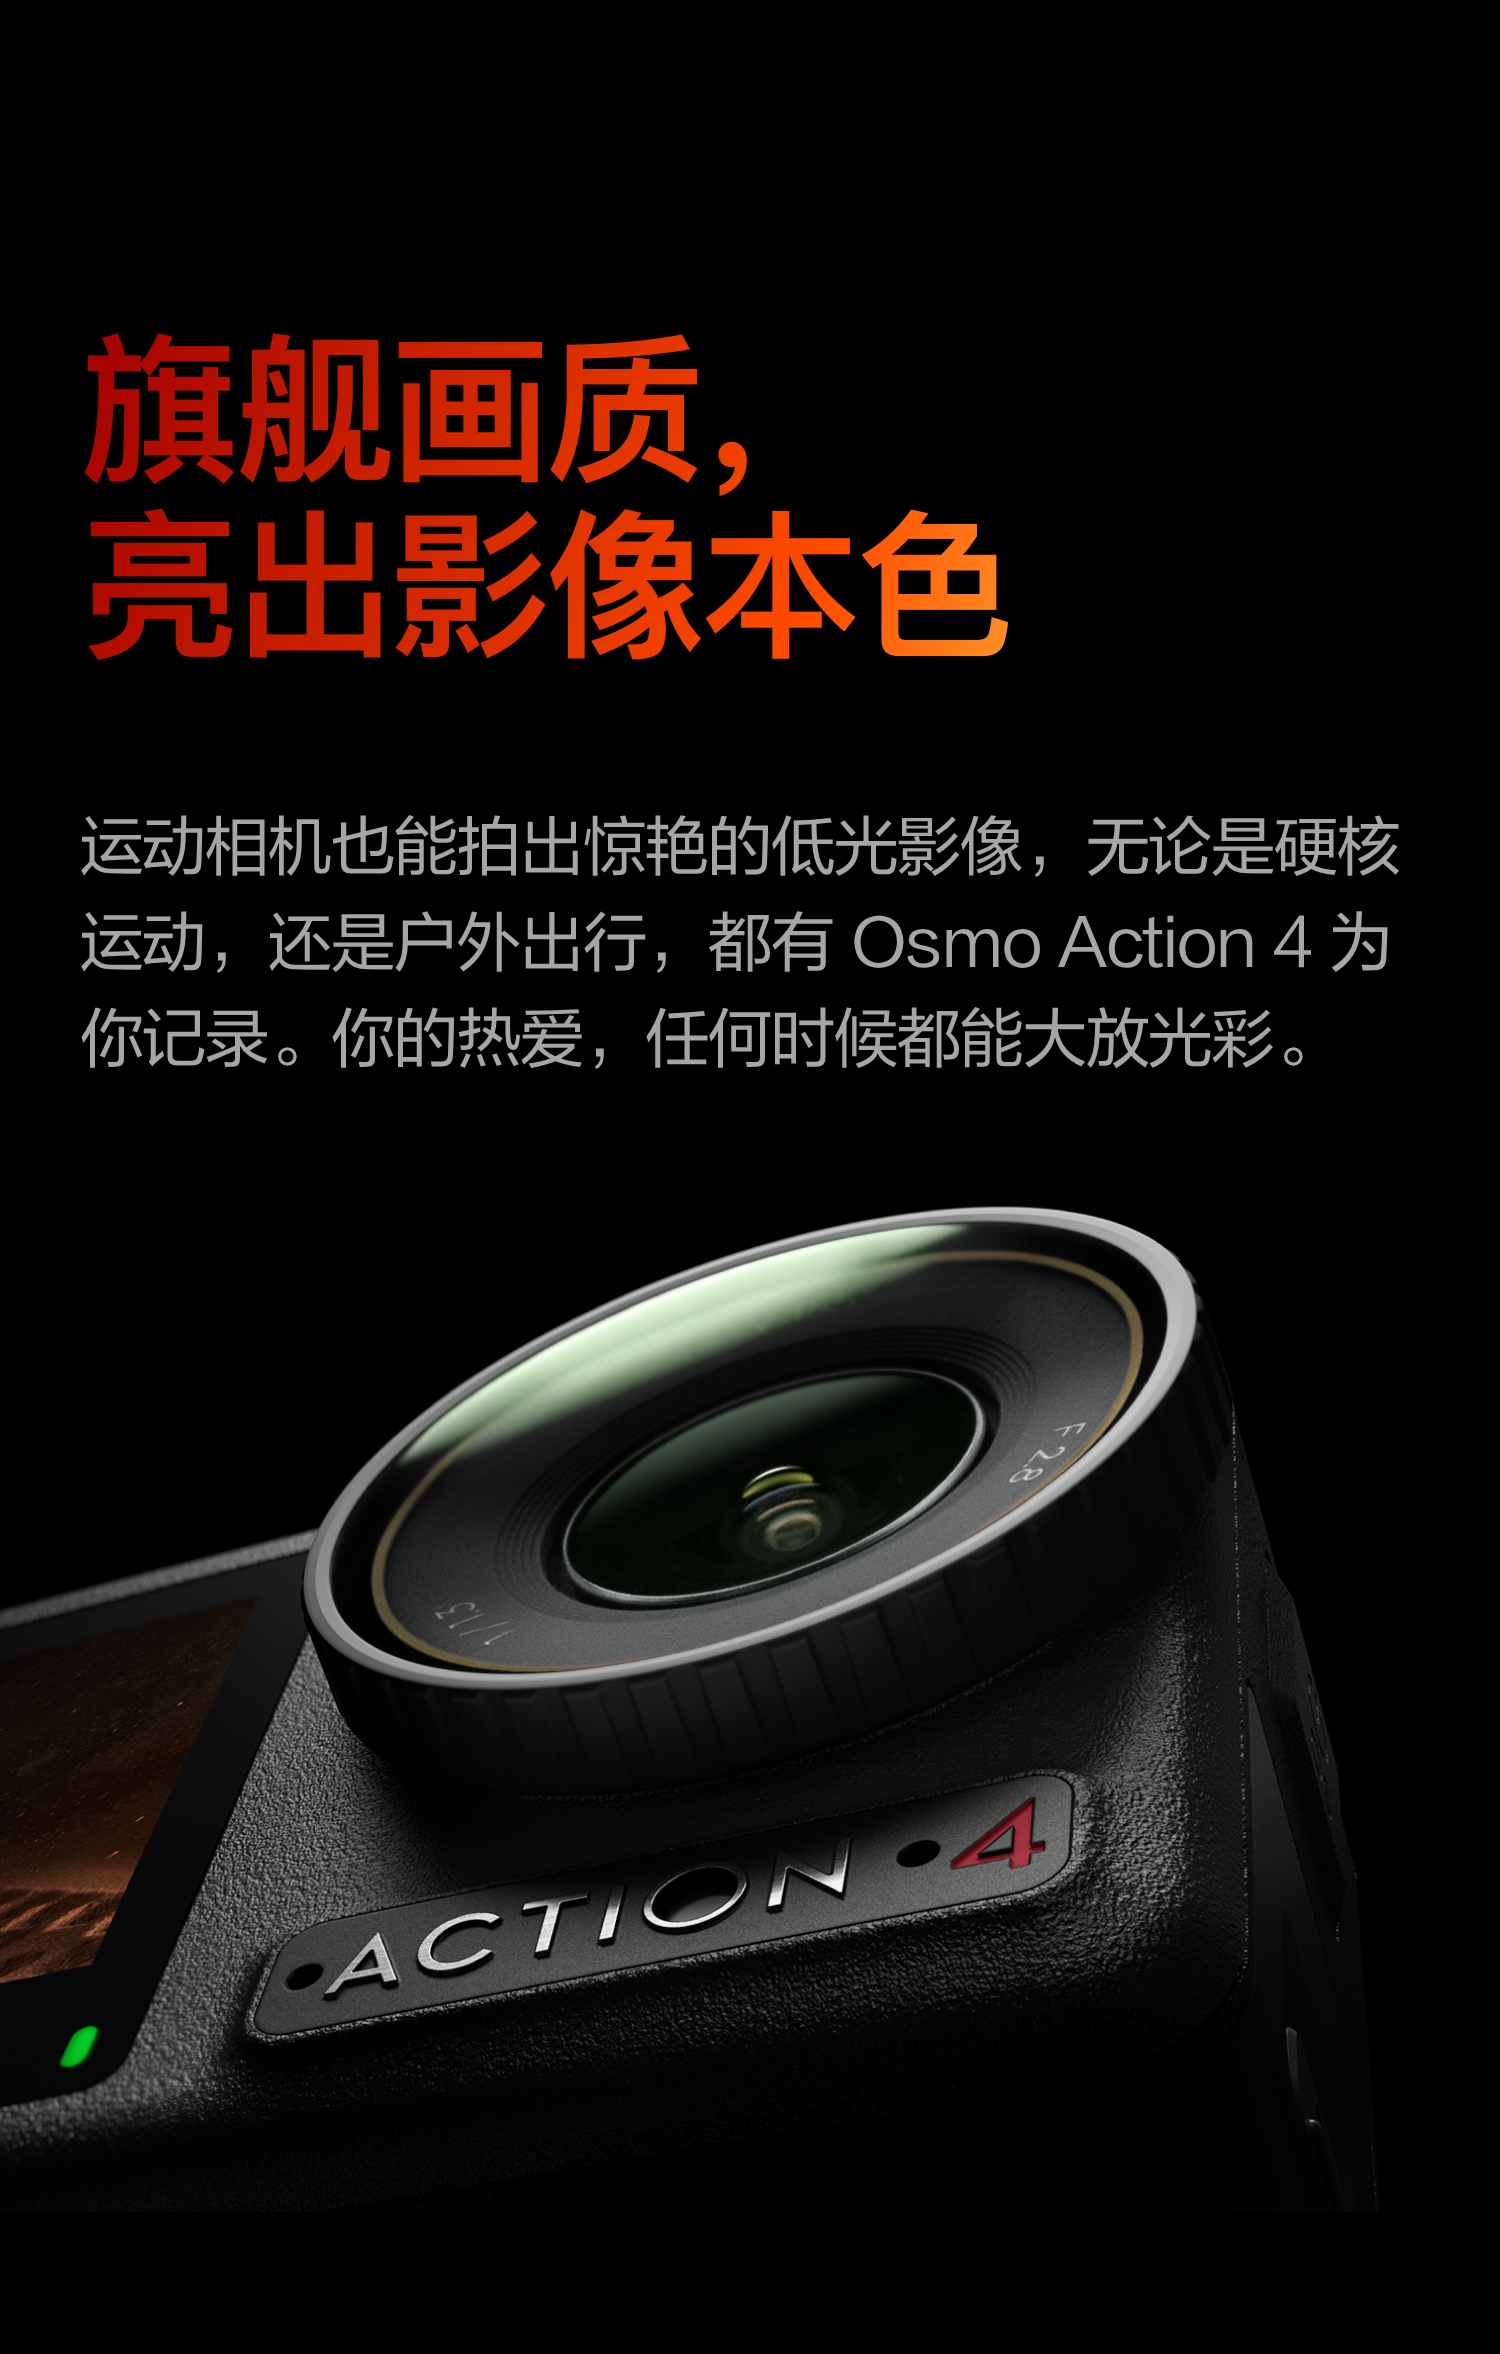 旗舰画质，
亮出影像本色
运动相机也能拍出惊艳的低光影像，无论是硬核
运动，还是户外出行，都有 Osmo Action 4 为
你记录。你的热爱，任何时候都能大放光彩。
F 2.8
1/1.3
ACTION 4